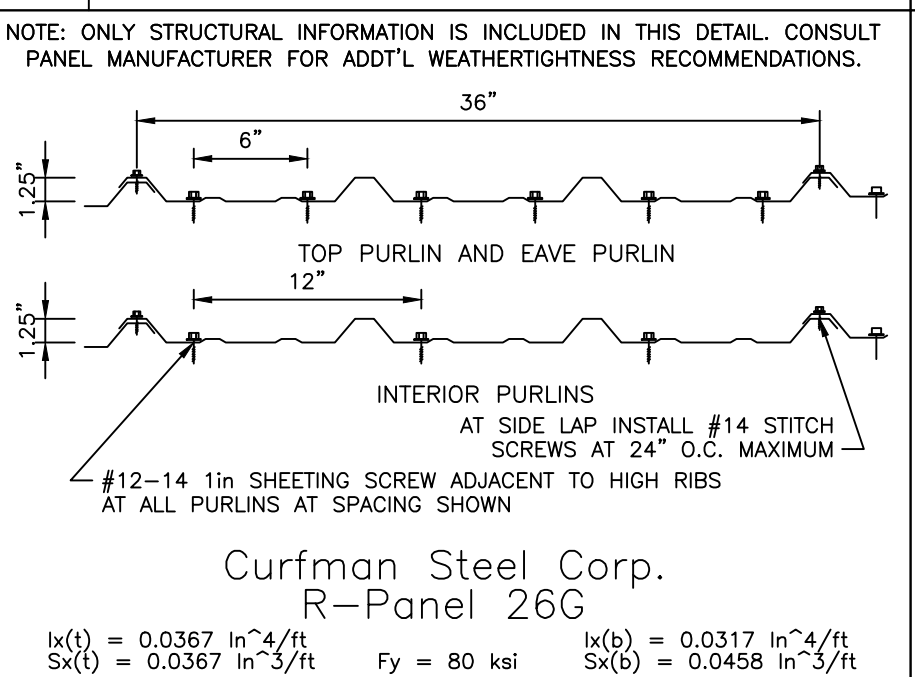 NOTE: ONLY STRUCTURAL INFORMATION IS INCLUDED IN THIS DETAIL. CONSULT
PANEL MANUFACTURER FOR ADDT'L WEATHERTIGHTNESS RECOMMENDATIONS.
36"
6"
1.25"
TOP PURLIN AND EAVE PURLIN
12"
1.25"
INTERIOR PURLINS
AT SIDE LAP INSTALL #14 STITCH
SCREWS AT 24" O.C. MAXIMUM
#12-14 1in SHEETING SCREW ADJACENT TO HIGH RIBS
AT ALL PURLINS AT SPACING SHOWN
Curfman Steel Corp.
R-Panel 26G
Ix(t) = 0.0367 In^4/ft
Sx(t) = 0.0367 In^3/ft
Fy = 80 ksi
Ix(b) = 0.0317 In^4/ft
Sx(b) = 0.0458 In^3/ft